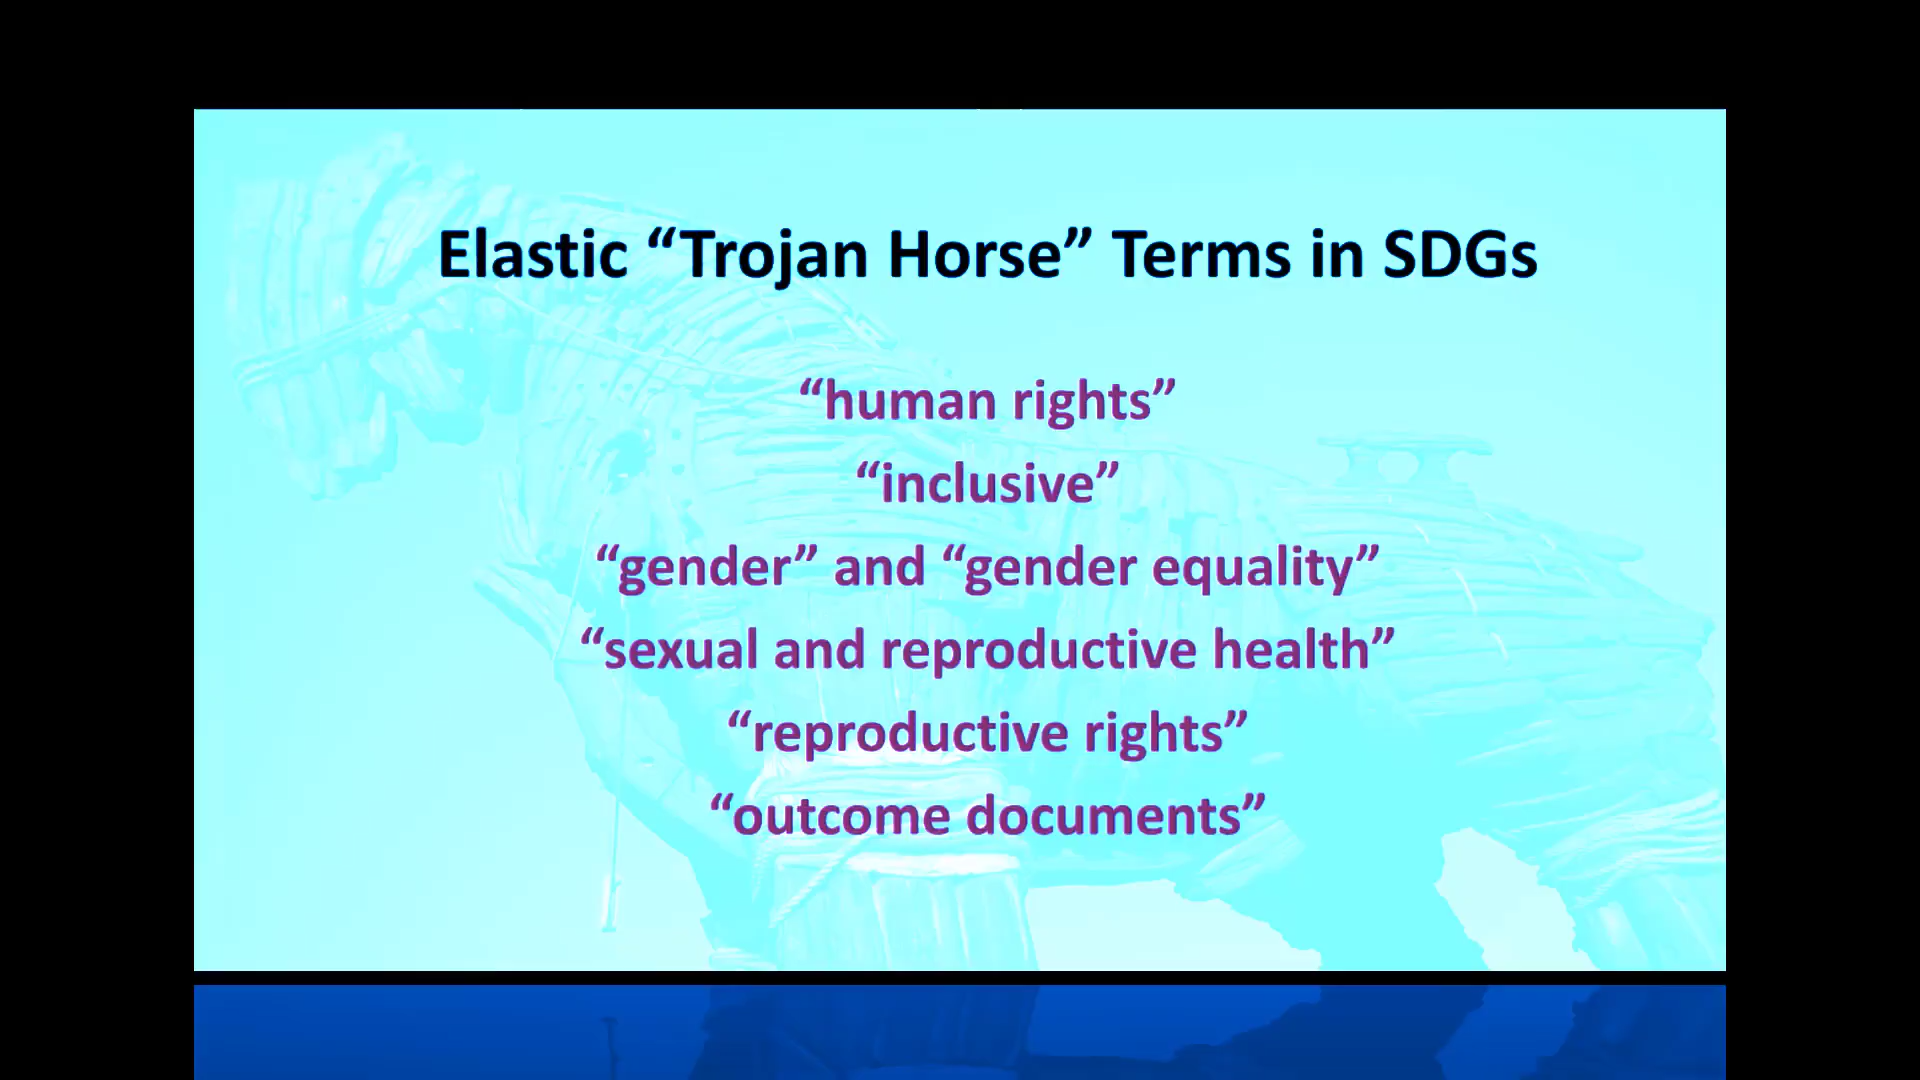 Elastic “Trojan Horse” Terms in SDGs
“human rights”
“inclusive”
“gender” and “gender equality”
“sexual and reproductive health”
“reproductive rights”
“outcome documents”